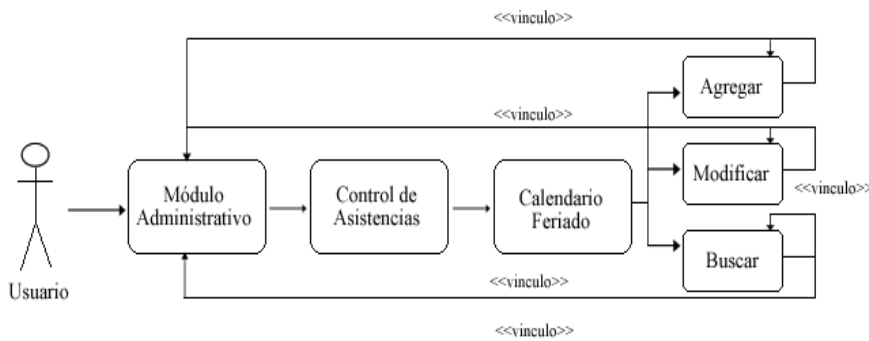 <<vinculo>>
Agregar
<<vinculo>>
Módulo
Administrativo
Control de
Asistencias
Calendario
Feriado
Modificar
<<vinculo>>
Buscar
Usuario
<<vinculo>>
<<vinculo>>